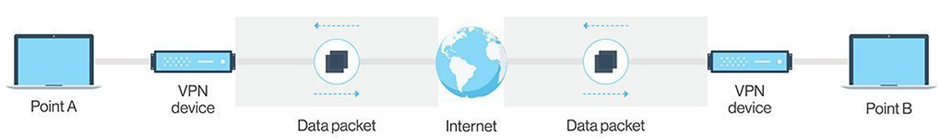 Point A
VPN
device
Data packet
Internet
Data packet
VPN
device
Point B